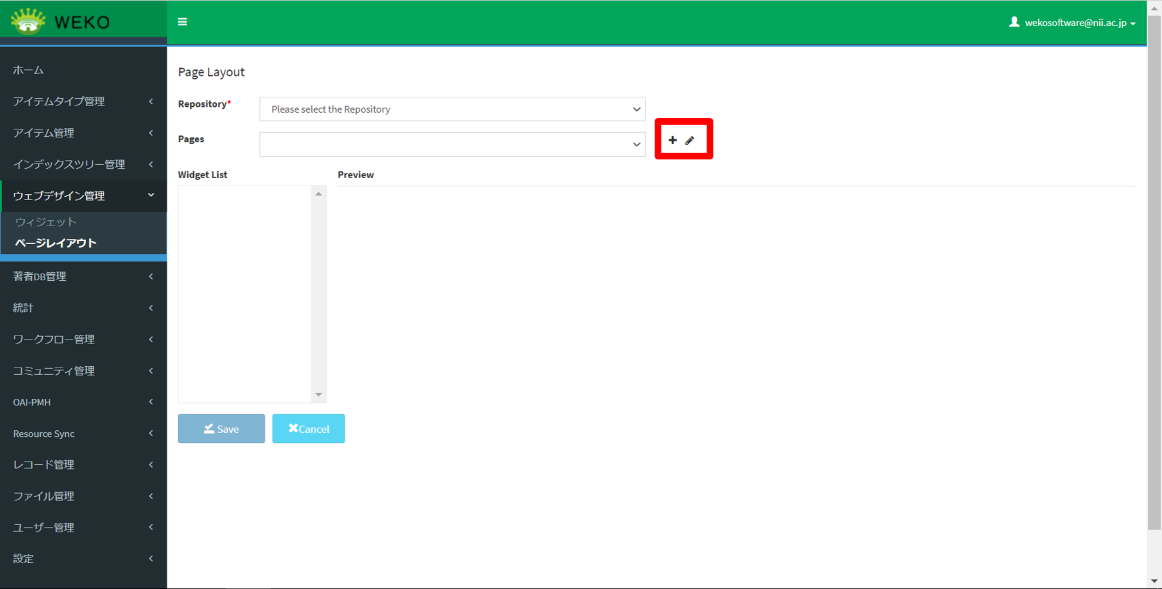 WEKO
wekosoftware@nii.ac.jp
ホーム
アイテムタイプ管理
アイテム管理
インデックスツリー管理
ウェブデザイン管理
ウィジェット
ページレイアウト
著者DB管理
統計
ワークフロー管理
コミュニティ管理
OAI-PMH
Resource Sync
レコード管理
ファイル管理
ユーザー管理
設定
Page Layout
Repository*
Please select the Repository
Pages
Widget List
Preview
Save
Cancel